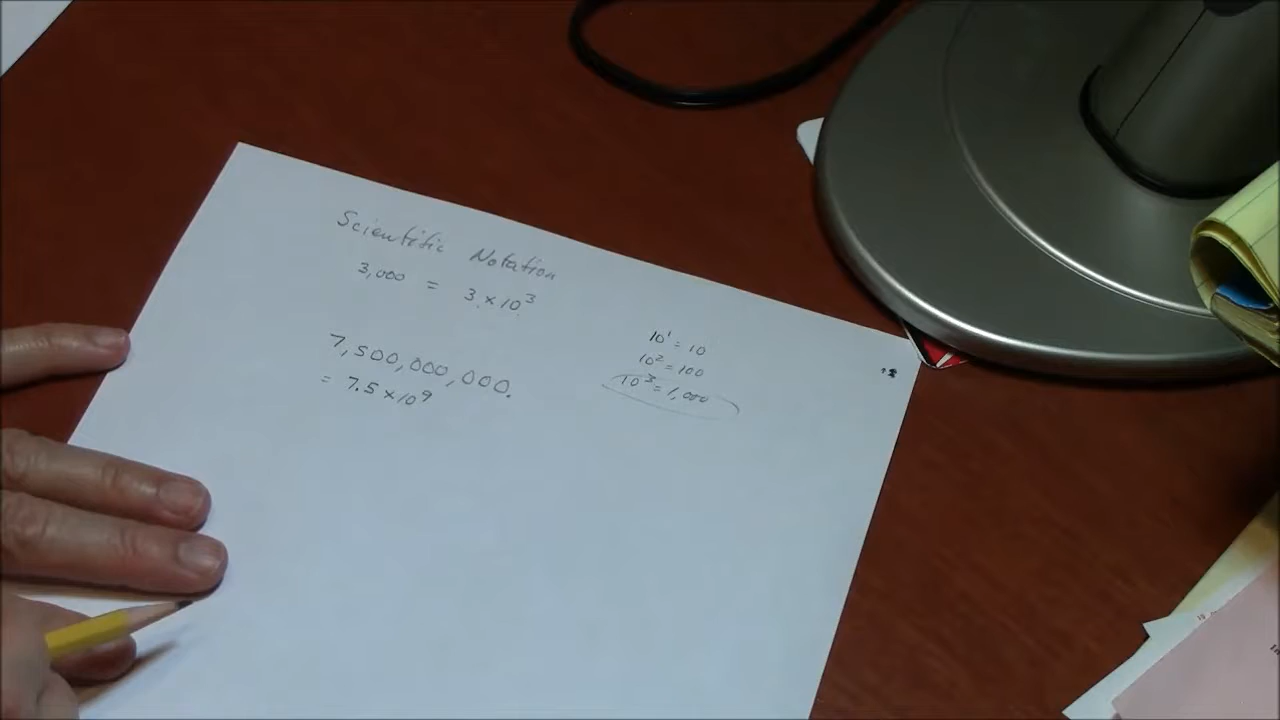 Scientific Notation
3,000 = 3 × 10³
7,500,000,000.
= 7.5 × 10⁹
10¹ = 10
10² = 100
10³ = 1,000